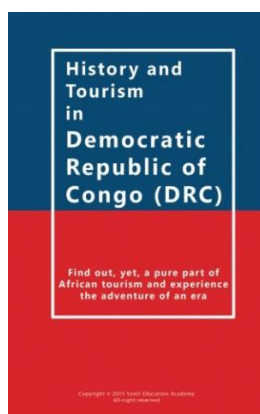 History and
Tourism
in
Democratic
Republic of
Congo (DRC)
Find out, yet, a pure part of
African tourism and experience
the adventure of an era
Copyright © 2015 Sonit Education Academy
All-right reserved